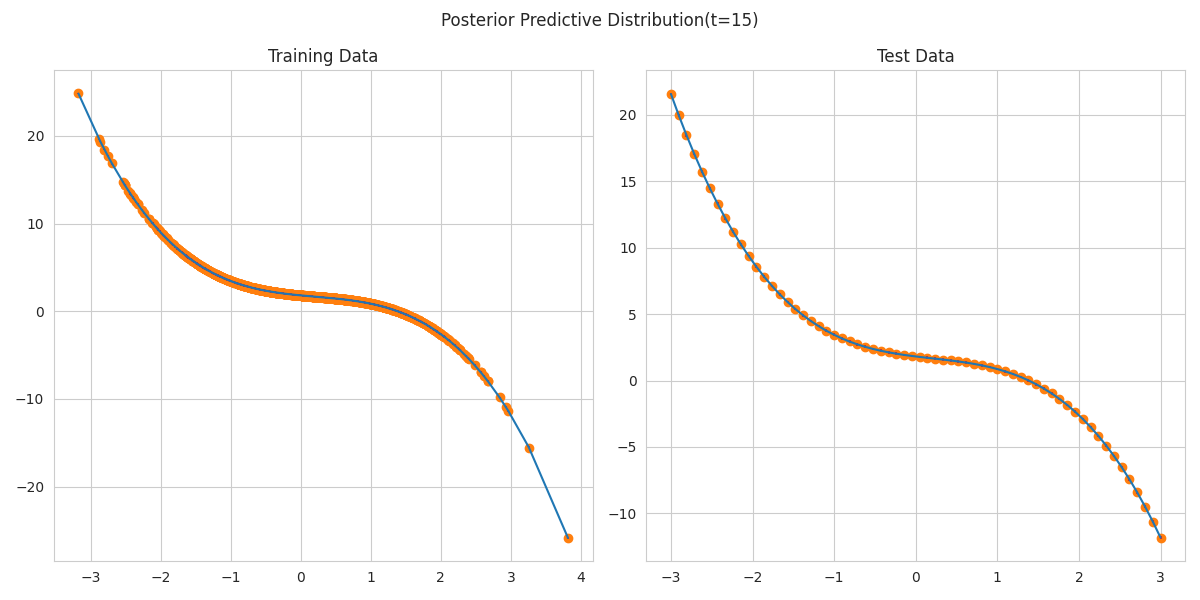 Posterior Predictive Distribution(t=15)
Training Data
20
10
0
−10
−20
−3 −2 −1 0 1 2 3 4
Test Data
20
15
10
5
0
−5
−10
−3 −2 −1 0 1 2 3